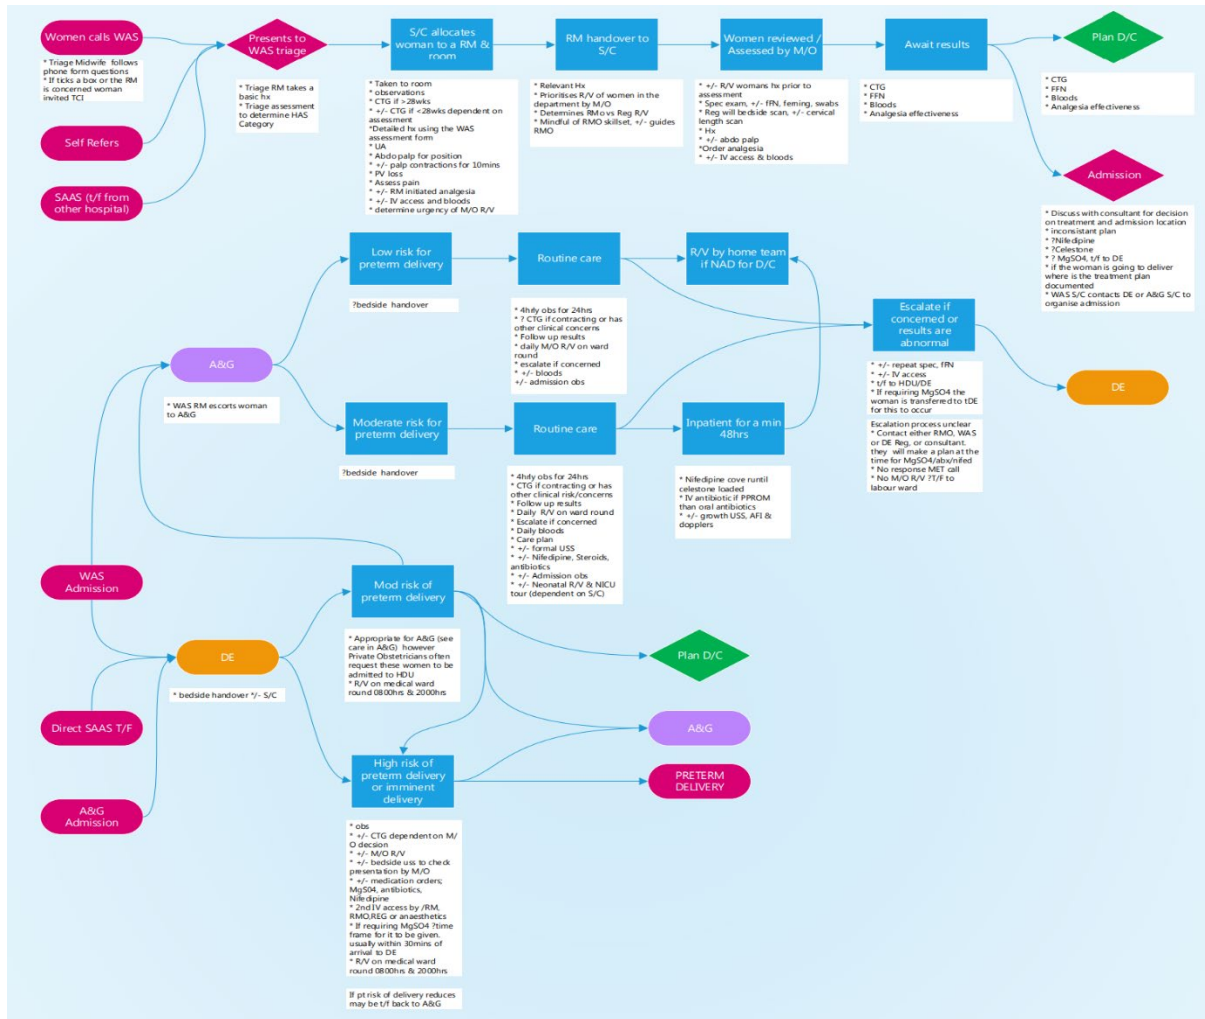 Women calls WAS
* Triage Midwife follows
phone form questions
* If ticks a box or the RM
is concerned woman
invited TCI
Self Refers
SAAS (t/f from
other hospital)
Presents to
WAS triage
* Triage RM takes a
basic hx
* Triage assessment
to determine HAS
Category
S/C allocates
woman to a RM &
room
* Taken to room
* observations
* CTG if >28wks
* +/- CTG if <28wks dependent on
assessment
*Detailed hx using the WAS
assessment form
* UA
* Abdo palp for position
* +/- palp contractions for 10mins
* PV loss
* Assess pain
* +/- RM initiated analgesia
* +/- IV access and bloods
* determine urgency of M/O R/V
RM handover to
S/C
* Relevant Hx
* Prioritises R/V of women in the
department by M/O
* Determines RMo vs Reg R/V
* Mindful of RMO skillset, +/- guides
RMO
Women reviewed /
Assessed by M/O
* +/- R/V womans hx prior to
assessment
* Spec exam, +/- fFN, ferning, swabs
* Reg will bedside scan, +/- cervical
length scan
* Hx
* +/- abdo palp
*Order analgesia
* +/- IV access & bloods
Await results
* CTG
* FFN
* Bloods
* Analgesia effectiveness
Plan D/C
* CTG
* FFN
* Bloods
* Analgesia effectiveness
Admission
* Discuss with consultant for decision
on treatment and admission location
* inconsistant plan
* ?Nifedipine
* ?Celestone
* ? MgSO4, t/f to DE
* if the woman is going to deliver
where is the treatment plan
documented
* WAS S/C contacts DE or A&G S/C to
organise admission
A&G
* WAS RM escorts woman
to A&G
Low risk for
preterm delivery
?bedside handover
Routine care
* 4hrly obs for 24hrs
* ? CTG if contracting or has
other clinical concerns
* Follow up results
* daily M/O R/V on ward
round
* escalate if concerned
* +/- bloods
+/- admission obs
R/V by home team
if NAD for D/C
Moderate risk for
preterm delivery
?bedside handover
Routine care
* 4hrly obs for 24hrs
* CTG if contracting or has
other clinical risk/concerns
* Follow up results
* Daily R/V on ward round
* Escalate if concerned
* Daily bloods
* Care plan
* +/- formal USS
* +/- Nifedipine, Steroids,
antibiotics
* +/- Admission obs
* +/- Neonatal R/V & NICU
tour (dependent on S/C)
Inpatient for a min
48hrs
* Nifedipine cove runtil
celestone loaded
* IV antibiotic if PPROM
than oral antibiotics
* +/- growth USS, AFI &
dopplers
Escalate if
concerned or
results are
abnormal
* +/- repeat spec, fFN
* +/- IV access
* t/f to HDU/DE
* If requiring MgSO4 the
woman is transferred to tDE
for this to occur
Escalation process unclear
* Contact either RMO, WAS
or DE Reg, or consultant.
they will make a plan at the
time for MgSO4/abx/nifed
* No response MET call
* No M/O R/V ?T/F to
labour ward
DE
WAS
Admission
DE
* bedside handover */- S/C
Direct SAAS T/F
A&G
Admission
Mod risk of
preterm delivery
* Appropriate for A&G (see
care in A&G) however
Private Obstetricians often
request these women to be
admitted to HDU
* R/V on medical ward
round 0800hrs & 2000hrs
Plan D/C
A&G
High risk of
preterm delivery
or imminent
delivery
PRETERM
DELIVERY
* obs
* +/- CTG dependent on M/
O decsion
* +/- M/O R/V
* +/- bedside uss to check
presentation by M/O
* +/- medication orders;
MgS04, antibiotics,
Nifedipine
* 2nd IV access by /RM,
RMO,REG or anaesthetics
* If requiring MgSO4 ?time
frame for it to be given.
usually within 30mins of
arrival to DE
* R/V on medical ward
round 0800hrs & 2000hrs
If pt risk of delivery reduces
may be t/f back to A&G